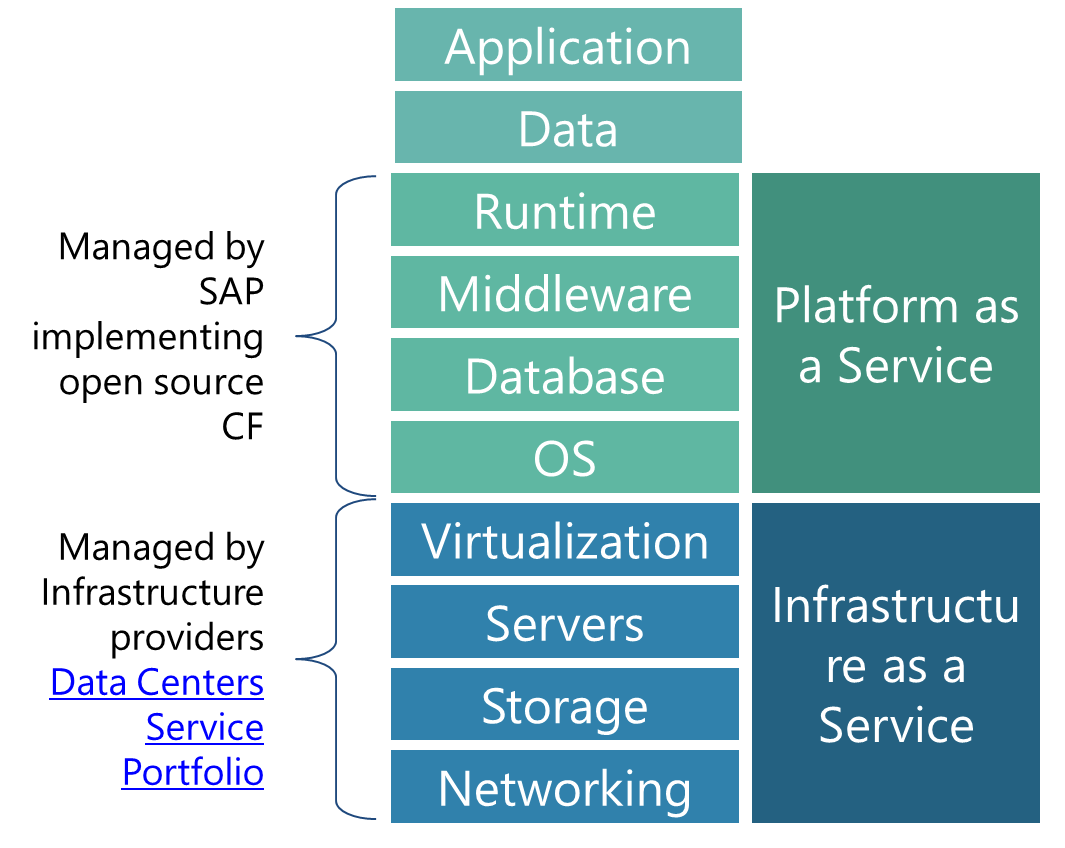 Application
Data
Runtime
Middleware
Database
OS
Virtualization
Servers
Storage
Networking
Managed by
SAP
implementing
open source
CF
Managed by
Infrastructure
providers
Data Centers
Service
Portfolio
Platform as
a Service
Infrastructu
re as a
Service